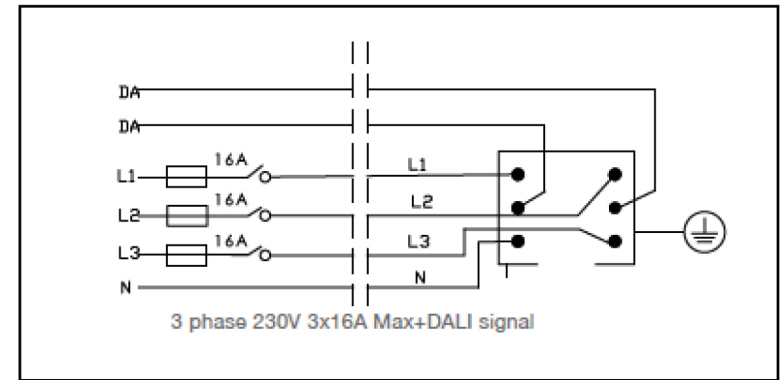 DA
DA
L1 16A L1
L2 16A L2
L3 16A L3
N N
3 phase 230V 3x16A Max+DALI signal